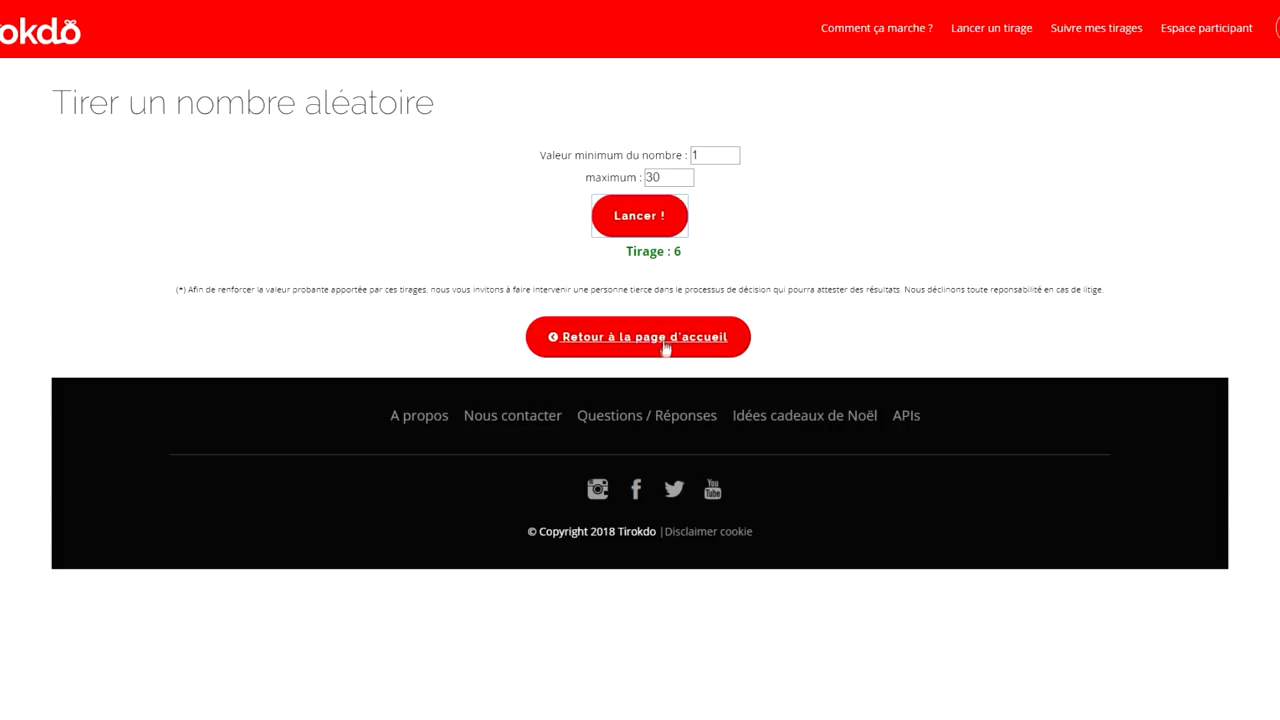 okdo
Comment ça marche ? Lancer un tirage Suivre mes tirages Espace participant
Tirer un nombre aléatoire
Valeur minimum du nombre : 1
maximum : 30
Lancer !
Tirage : 6
(*) Afin de renforcer la valeur probante apportée par ces tirages, nous vous invitons à faire intervenir une personne tierce dans le processus de décision qui pourra attester des résultats. Nous déclinons toute reponsabilité en cas de litige.
Retour à la page d'accueil
A propos Nous contacter Questions / Réponses Idées cadeaux de Noël APIs
You Tube
© Copyright 2018 Tirokdo |Disclaimer cookie